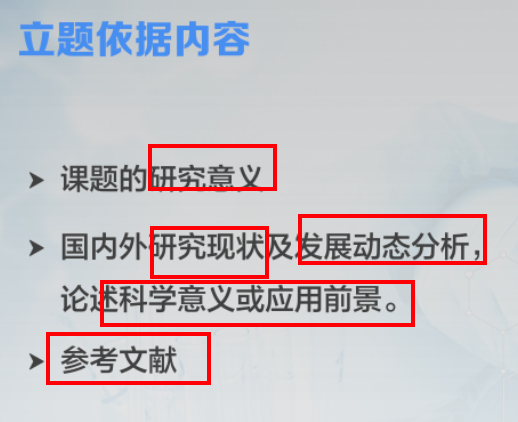 立题依据内容
➤ 课题的研究意义
➤ 国内外研究现状及发展动态分析，
论述科学意义或应用前景。
➤ 参考文献